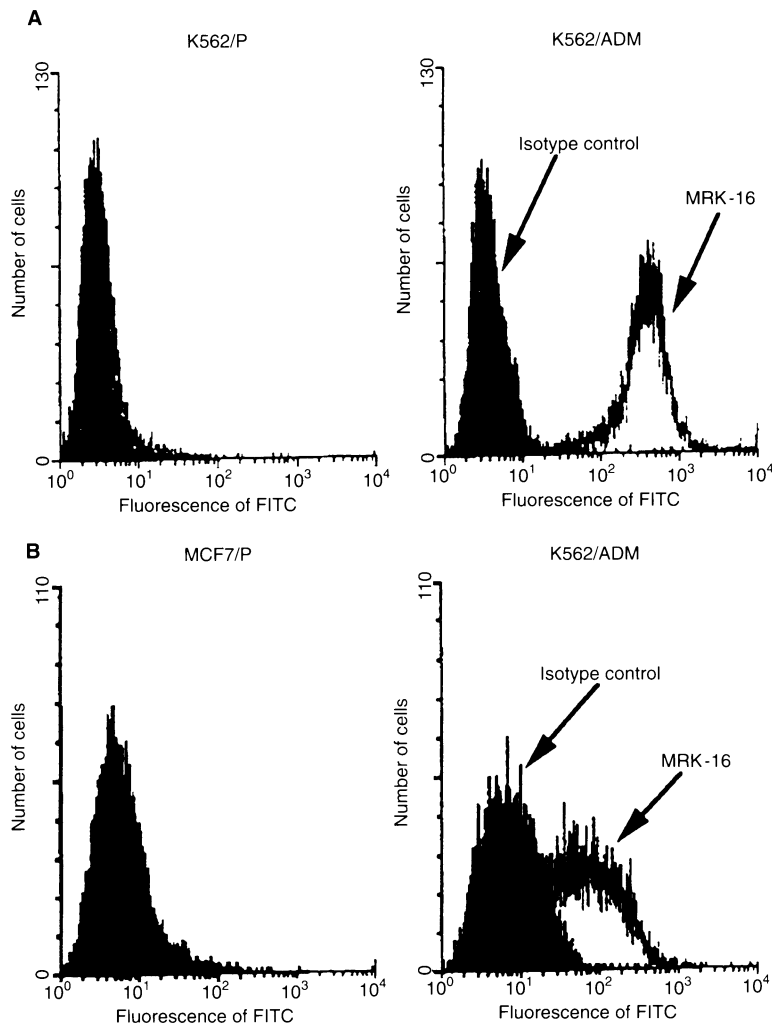 A
K562/P
K562/ADM
130
0
Number of cells
10⁰ 10¹ 10² 10³ 10⁴
Fluorescence of FITC
130
0
Number of cells
Isotype control
MRK-16
10⁰ 10¹ 10² 10³ 10⁴
Fluorescence of FITC
B
MCF7/P
K562/ADM
110
0
Number of cells
10⁰ 10¹ 10² 10³ 10⁴
Fluorescence of FITC
110
0
Number of cells
Isotype control
MRK-16
10⁰ 10¹ 10² 10³ 10⁴
Fluorescence of FITC